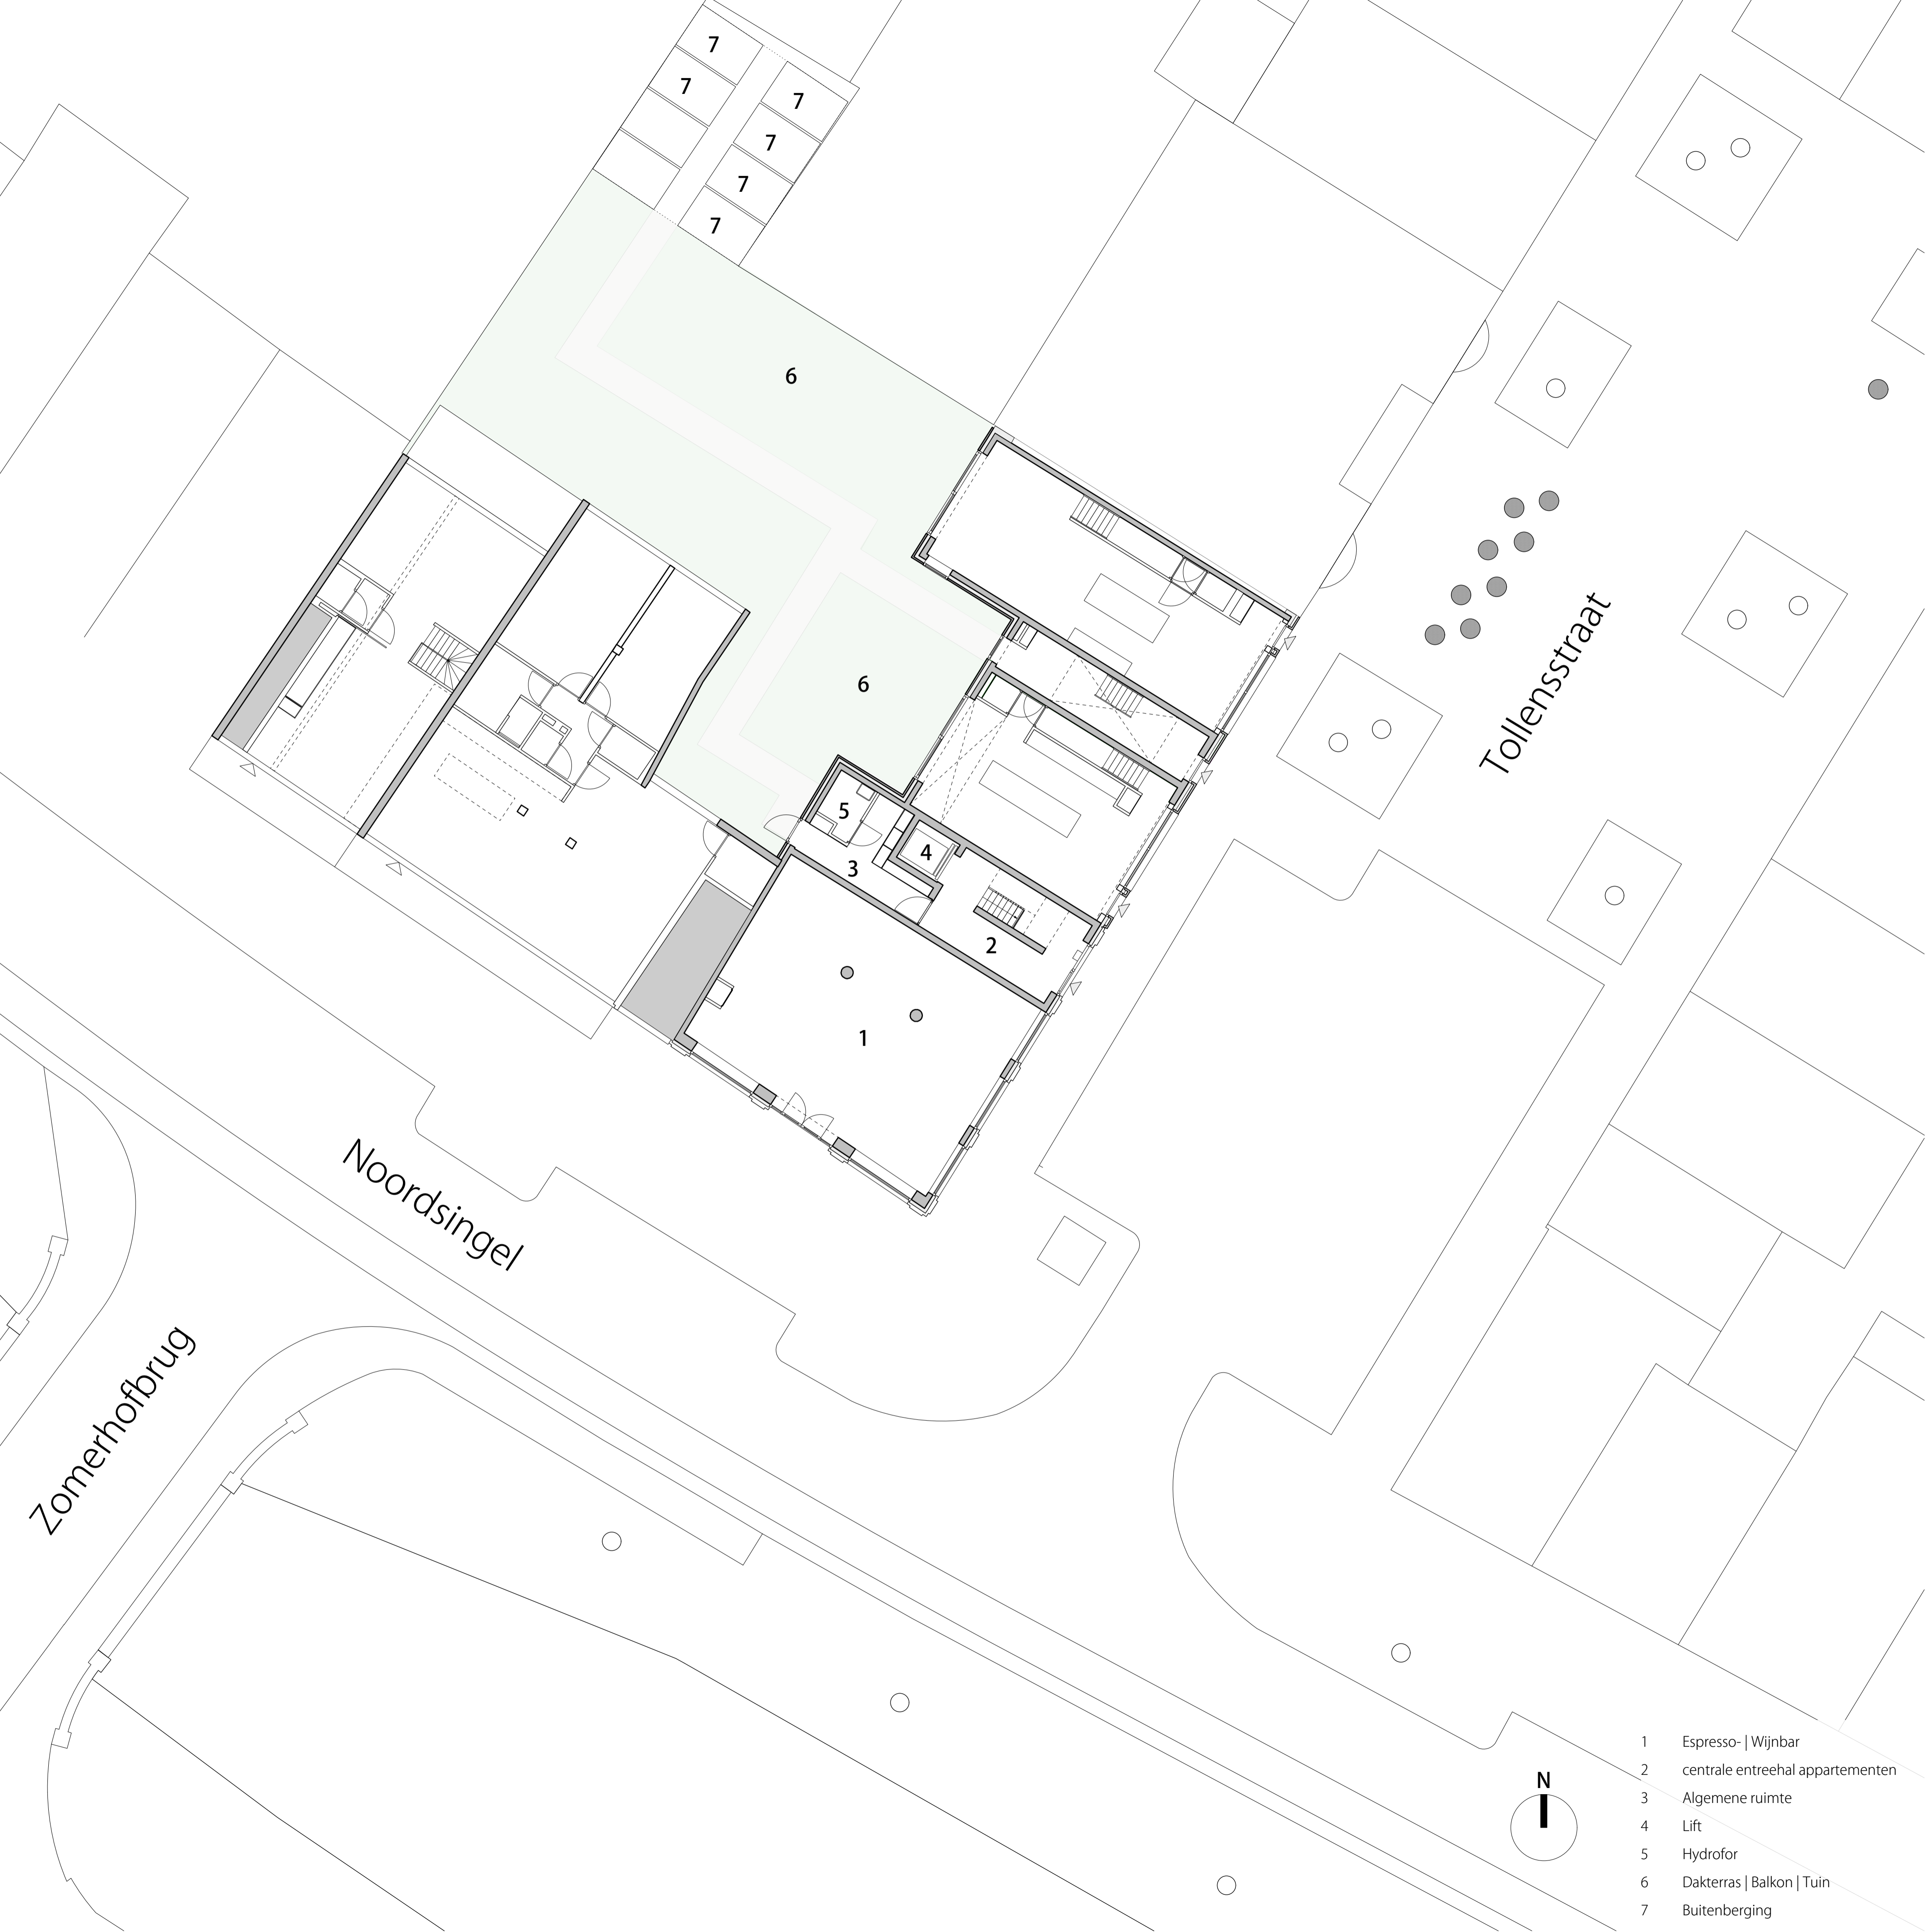 7
7
7
7
7
7
6
6
5
4
3
2
1
Tollensstraat
Noordsingel
Zomerhofbrug
N
1 Espresso- | Wijnbar
2 centrale entreehal appartementen
3 Algemene ruimte
4 Lift
5 Hydrofor
6 Dakterras | Balkon | Tuin
7 Buitenberging